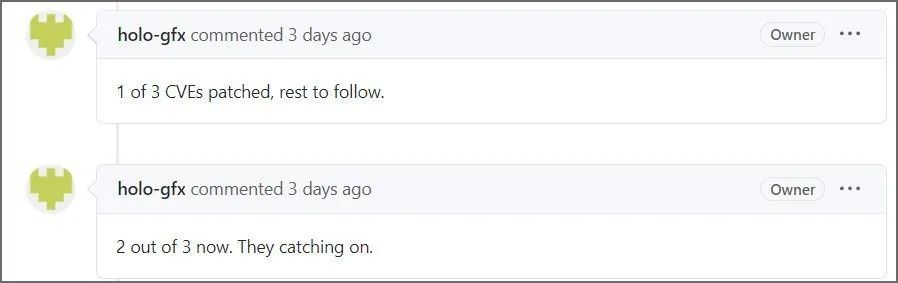 holo-gfx commented 3 days ago Owner ...
1 of 3 CVEs patched, rest to follow.
holo-gfx commented 3 days ago Owner ...
2 out of 3 now. They catching on.